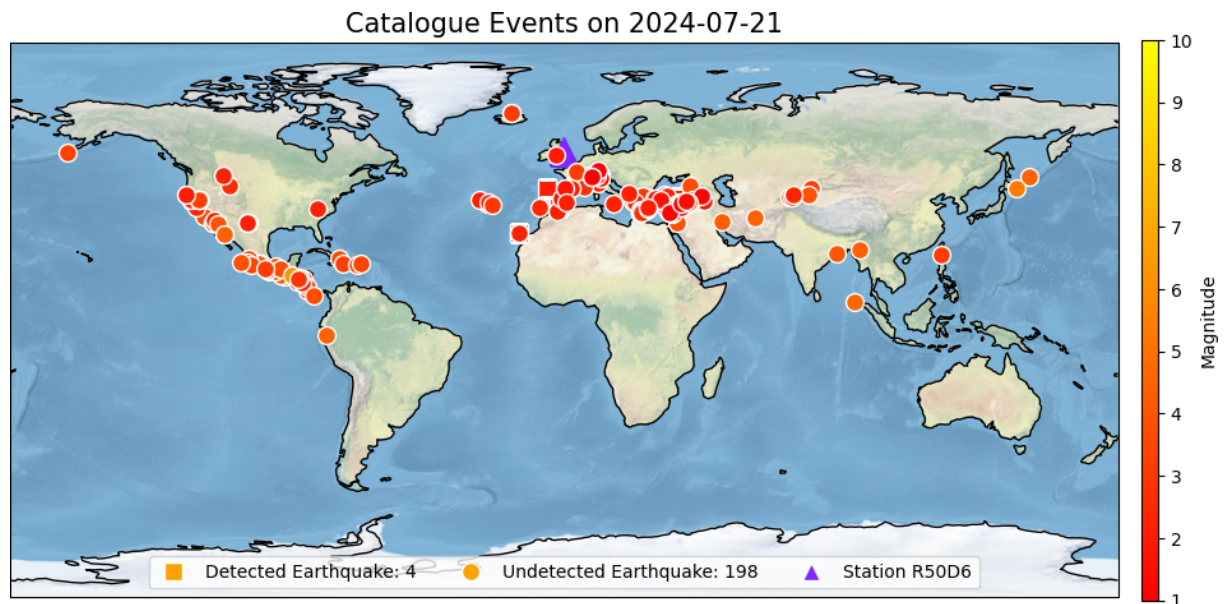 Catalogue Events on 2024-07-21
10
9
8
7
6
5
4
3
2
1
Magnitude
Detected Earthquake: 4
Undetected Earthquake: 198
Station R50D6